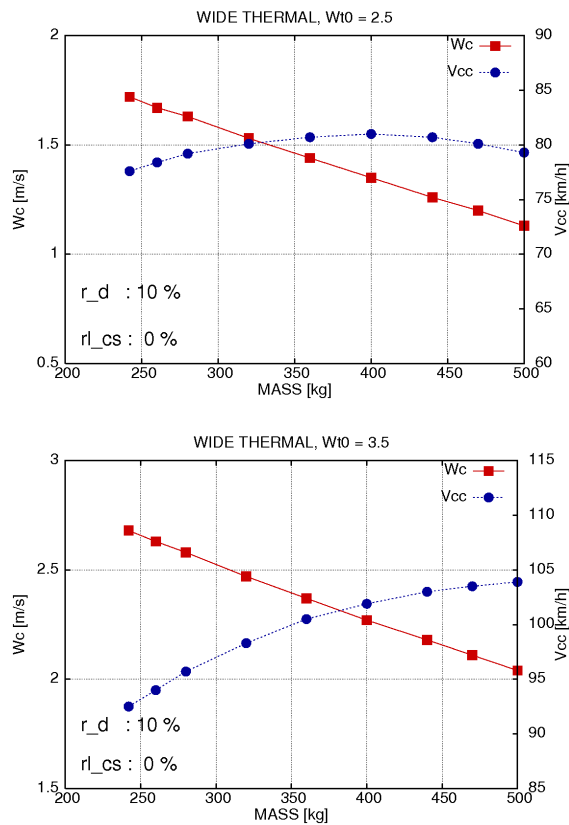 WIDE THERMAL, Wt0 = 2.5
2
1.5
1
0.5
Wc [m/s]
90
85
80
75
70
65
60
Vcc [km/h]
Wc
Vcc
r_d : 10 %
rl_cs : 0 %
200 250 300 350 400 450 500
MASS [kg]
WIDE THERMAL, Wt0 = 3.5
3
2.5
2
1.5
Wc [m/s]
115
110
105
100
95
90
85
Vcc [km/h]
Wc
Vcc
r_d : 10 %
rl_cs : 0 %
200 250 300 350 400 450 500
MASS [kg]